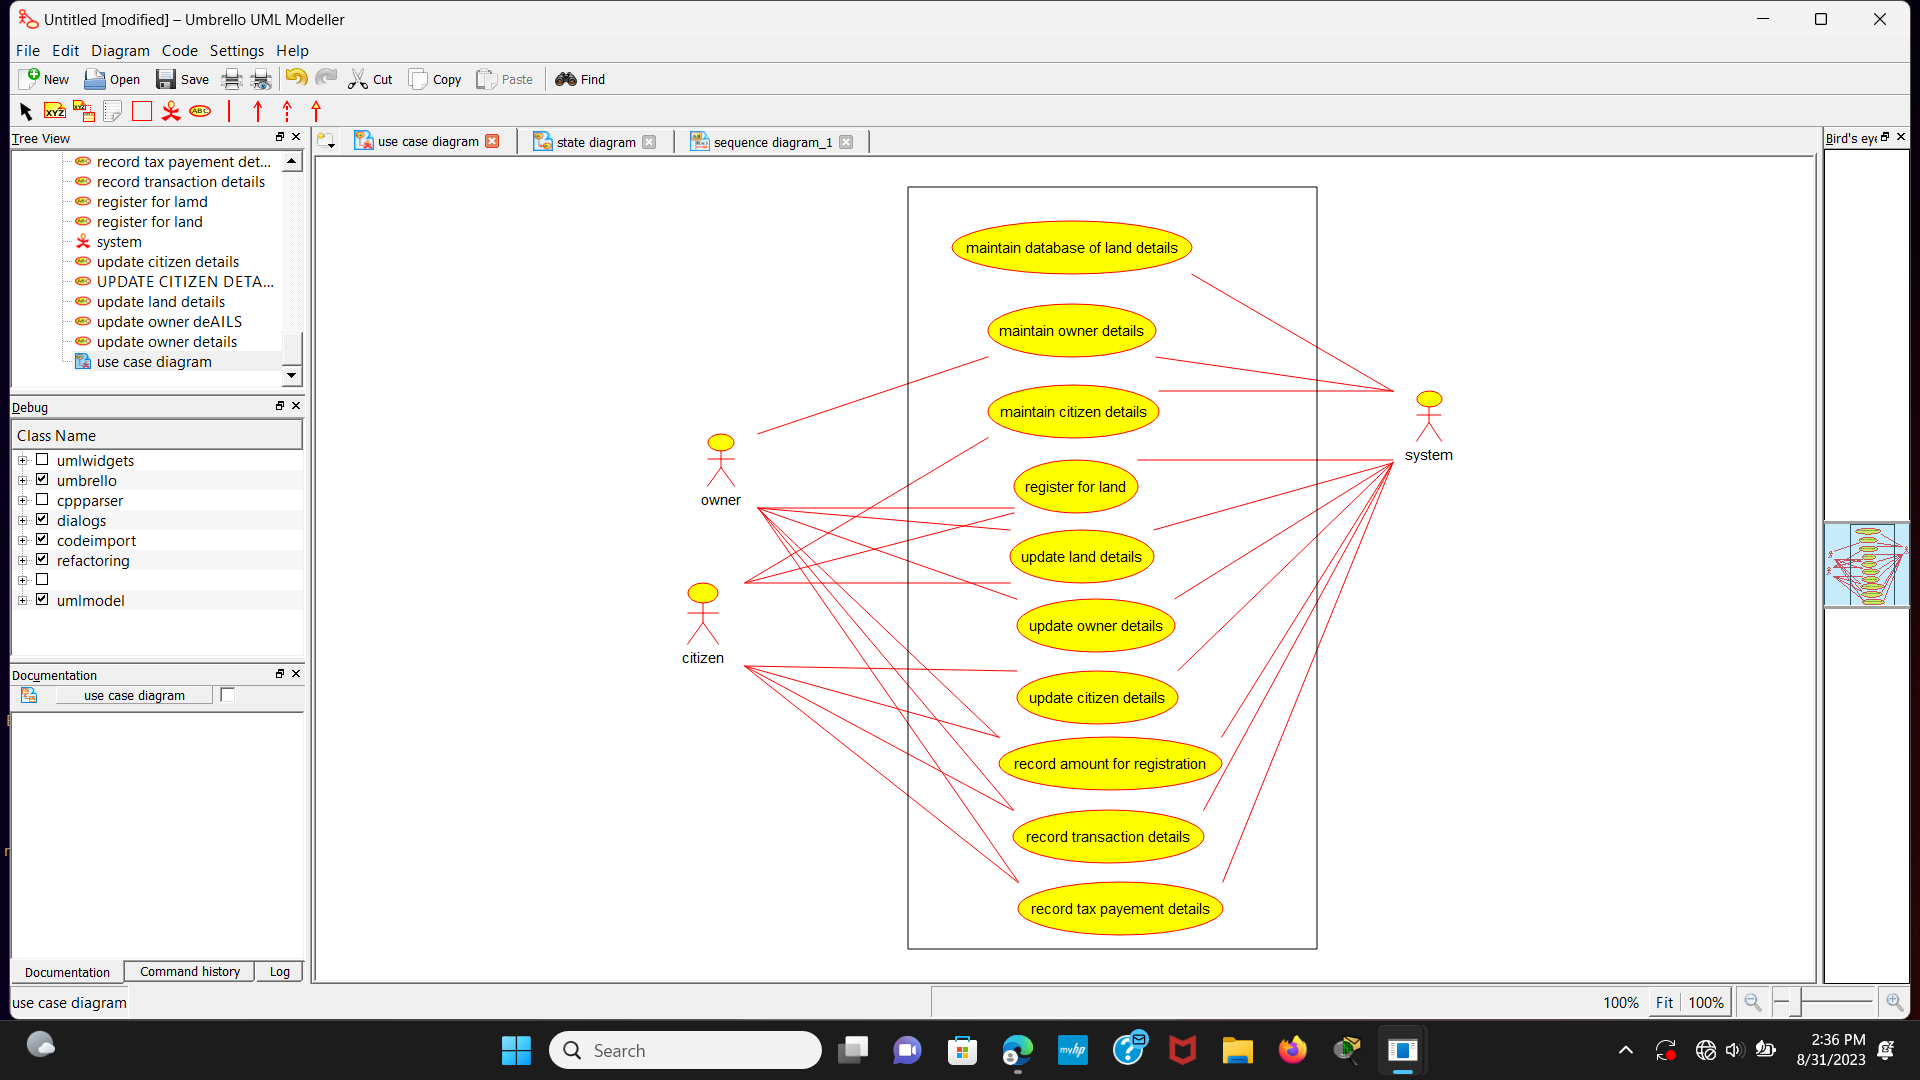 Untitled [modified] – Umbrello UML Modeller
File Edit Diagram Code Settings Help
New Open Save Cut Copy Paste Find
XYZ XYZ ABC
Tree View
record tax payement det...
record transaction details
register for lamd
register for land
system
update citizen details
UPDATE CITIZEN DETA...
update land details
update owner deAILS
update owner details
use case diagram
Debug
Class Name
umlwidgets
umbrello
cppparser
dialogs
codeimport
refactoring
umlmodel
Documentation
use case diagram
Documentation Command history Log
use case diagram
use case diagram state diagram sequence diagram_1
maintain database of land details
maintain owner details
maintain citizen details
register for land
update land details
update owner details
update citizen details
record amount for registration
record transaction details
record tax payement details
owner
citizen
system
Bird's eye
100% Fit 100%
Search
myhp
2:36 PM
8/31/2023